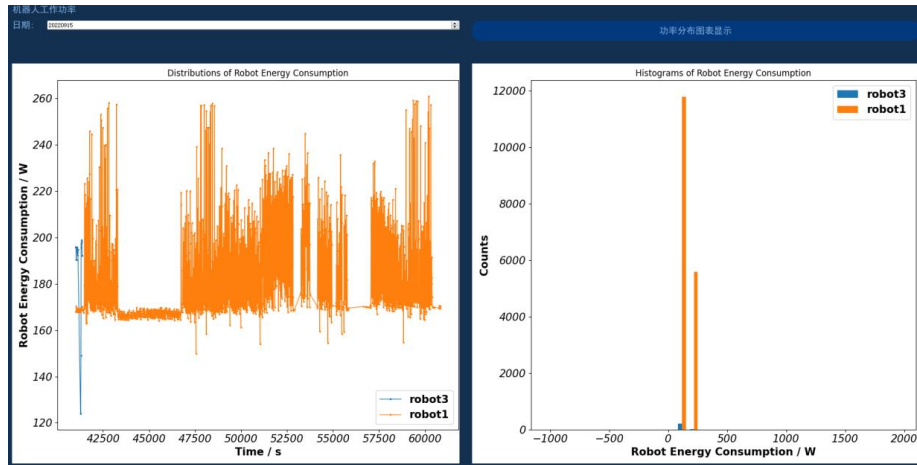 机器人工作功率
日期: 20220915
功率分布图表显示
Distributions of Robot Energy Consumption
Robot Energy Consumption / W
260
240
220
200
180
160
140
120
42500 45000 47500 50000 52500 55000 57500 60000
Time / s
robot3
robot1
Histograms of Robot Energy Consumption
Counts
12000
10000
8000
6000
4000
2000
0
-1000 -500 0 500 1000 1500 2000
Robot Energy Consumption / W
robot3
robot1